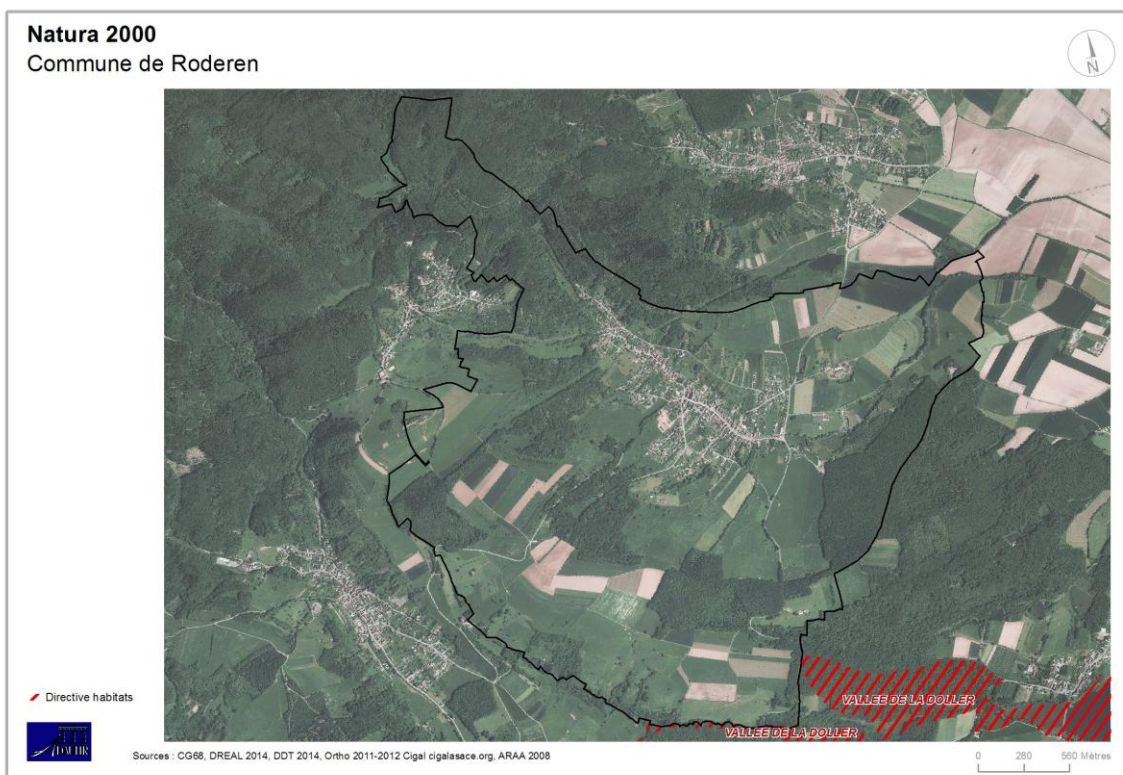 Natura 2000
Commune de Roderen
N
VALLEE DE LA DOLLER
VALLEE DE LA DOLLER
Directive habitats
ADAUHR
Sources : CG68, DREAL 2014, DDT 2014, Ortho 2011-2012 Cigal cigalsace.org, ARAA 2008
0 280 560 Mètres